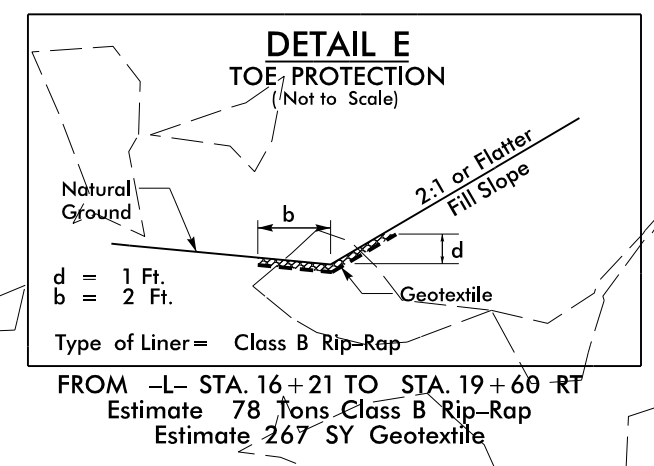 DETAIL E
TOE PROTECTION
(Not to Scale)
2:1 or Flatter
Fill Slope
Natural
Ground
b
d
d = 1 Ft.
b = 2 Ft.
Geotextile
Type of Liner= Class B Rip-Rap
FROM -L- STA. 16+21 TO STA. 19+60 RT
Estimate 78 Tons Class B Rip-Rap
Estimate 267 SY Geotextile